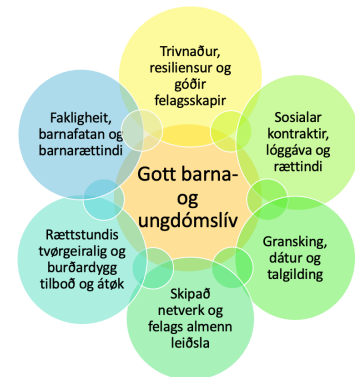 Trivnaður,
resiliensur og
góðir
felagsskapir
Sosialar
kontraktir,
lóggáva og
rættindi
Gransking,
dátur og
talgilding
Skipað
netverk og
felags almenn
leiðsla
Rættstundis
tvørgeiralig og
burðardygg
tilboð og átøk
Fakligheit,
barnafatan og
barnarættindi
Gott barna-
og
ungdómslív